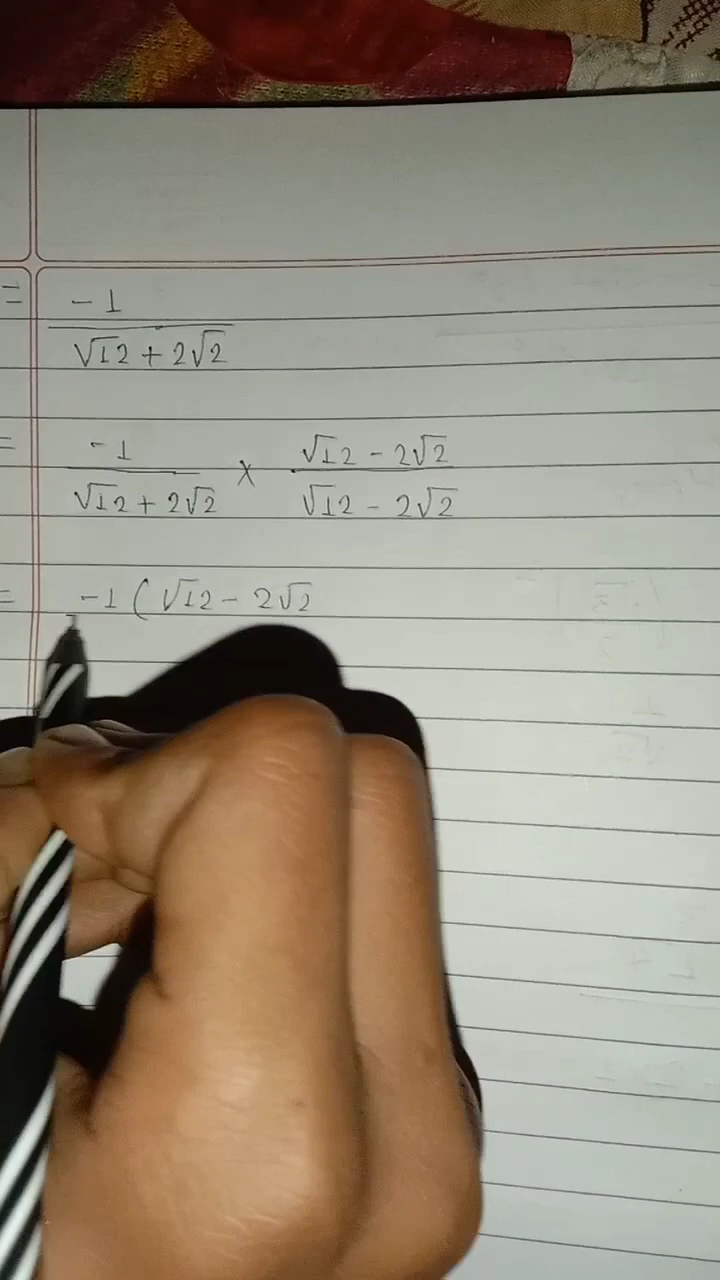 = -1
√12 + 2√2
= -1 × √12 - 2√2
√12 + 2√2 √12 - 2√2
= -1 (√12 - 2√2